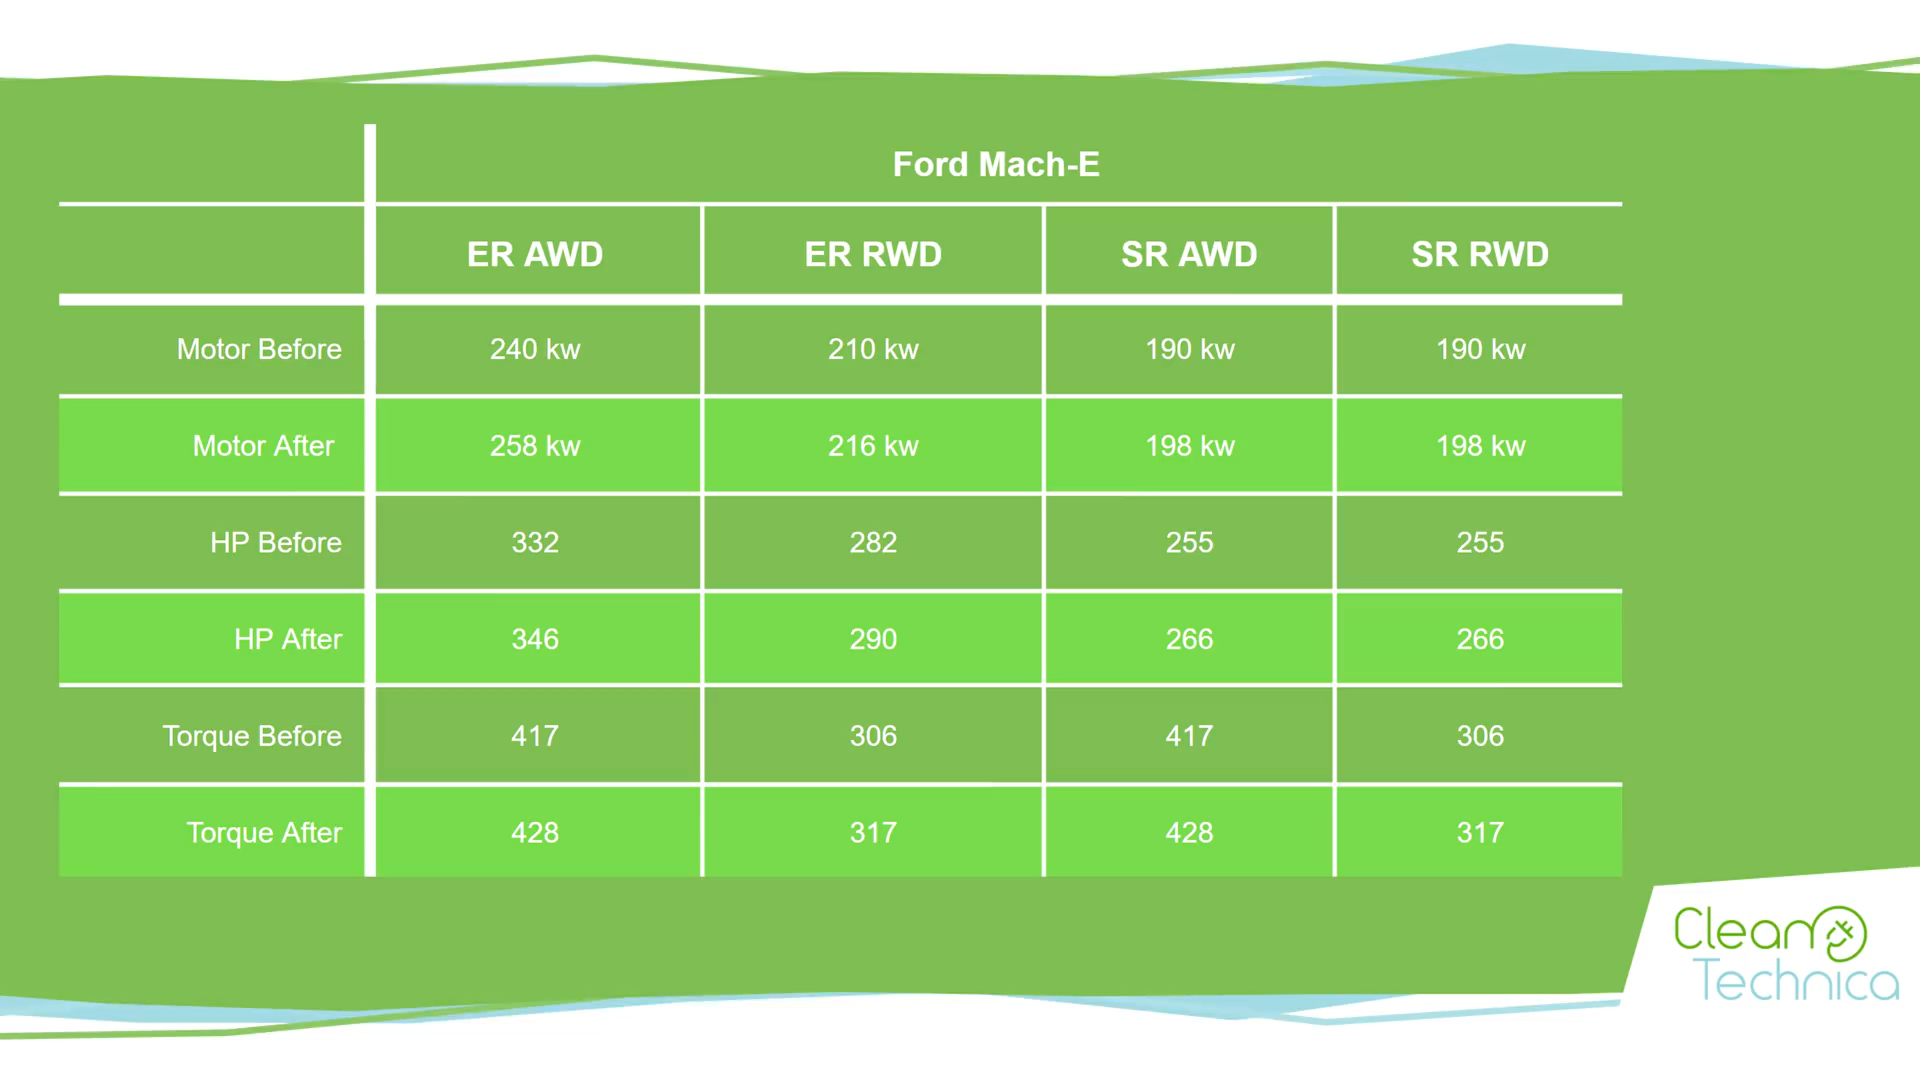 Ford Mach-E
ER AWD ER RWD SR AWD SR RWD
Motor Before 240 kw 210 kw 190 kw 190 kw
Motor After 258 kw 216 kw 198 kw 198 kw
HP Before 332 282 255 255
HP After 346 290 266 266
Torque Before 417 306 417 306
Torque After 428 317 428 317
Clean
Technica